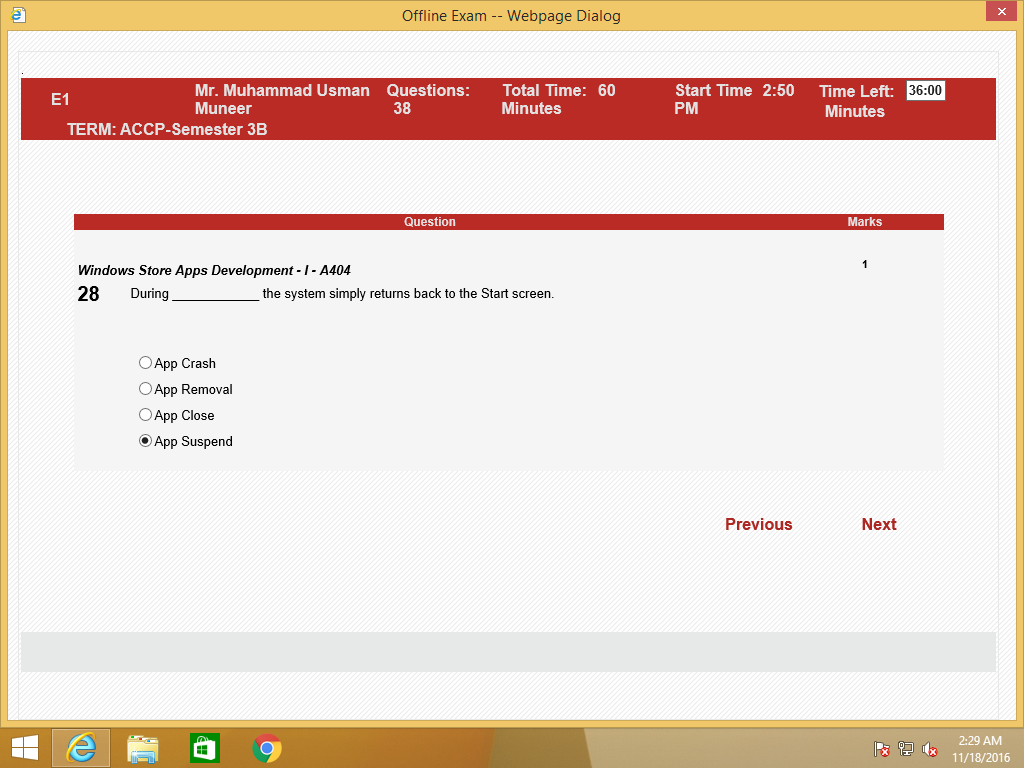 Offline Exam -- Webpage Dialog
.
E1
Mr. Muhammad Usman Muneer
Questions: 38
Total Time: 60 Minutes
Start Time 2:50 PM
Time Left: 36:00 Minutes
TERM: ACCP-Semester 3B
Question Marks
Windows Store Apps Development - I - A404 1
28 During ____________ the system simply returns back to the Start screen.
App Crash
App Removal
App Close
App Suspend
Previous Next
2:29 AM
11/18/2016